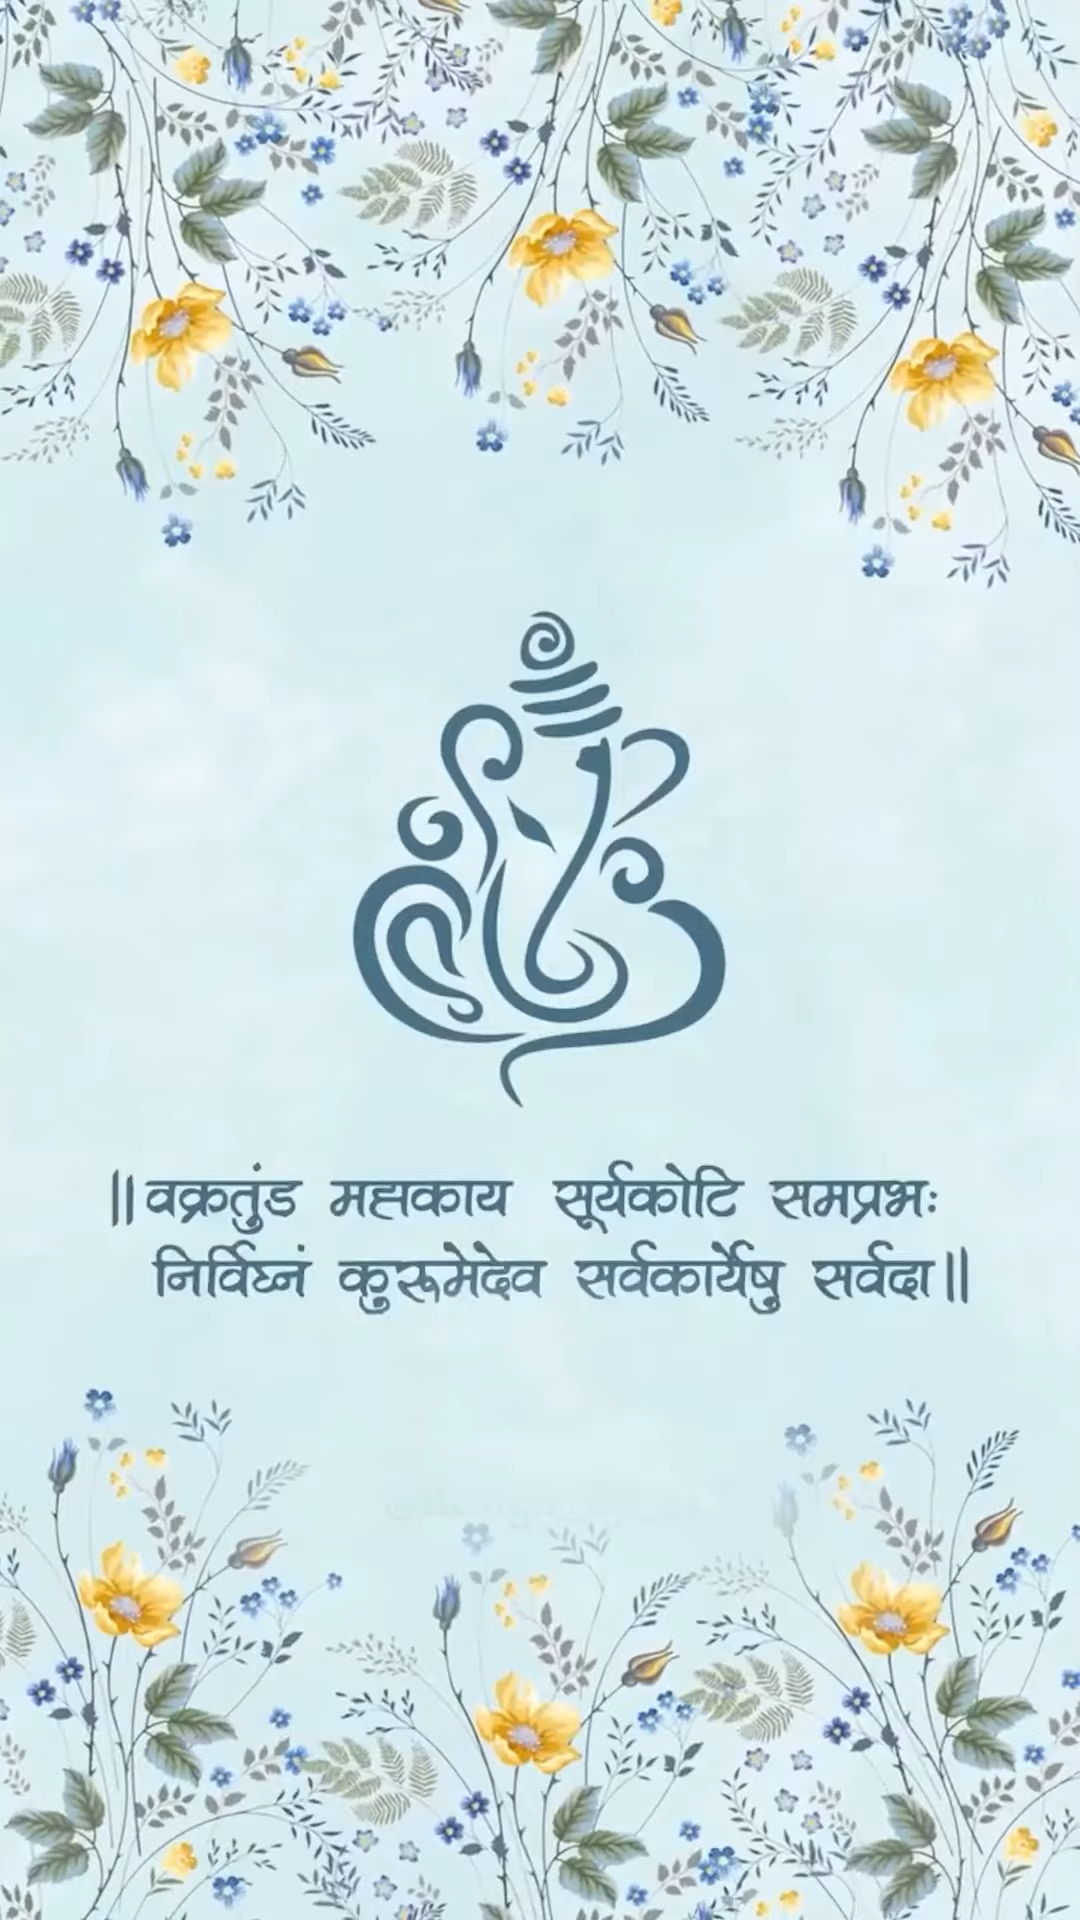 ॥वक्रतुंड महाकाय सूर्यकोटि समप्रभः
निर्विघ्नं कुरूमेदेव सर्वकार्येषु सर्वदा॥